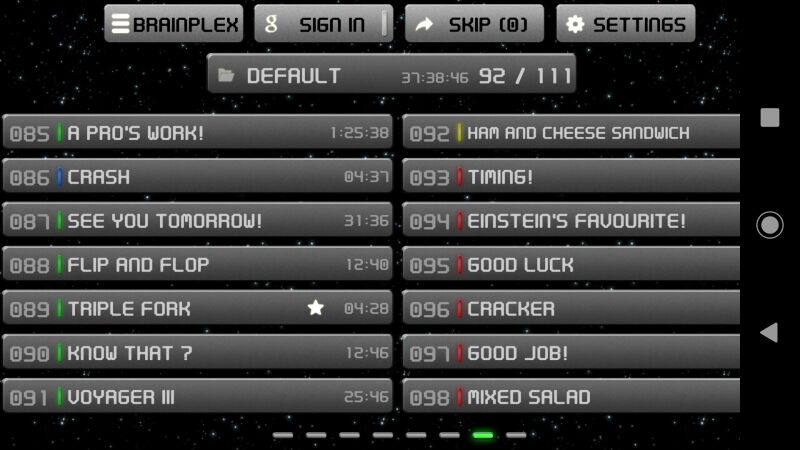 BRAINPLEX
g SIGN IN
SKIP (0)
SETTINGS
DEFAULT 37:38:46 92 / 111
085 A PRO'S WORK! 1:25:38
086 CRASH 04:37
087 SEE YOU TOMORROW! 31:36
088 FLIP AND FLOP 12:40
089 TRIPLE FORK 04:28
090 KNOW THAT ? 12:46
091 VOYAGER III 25:46
092 HAM AND CHEESE SANDWICH
093 TIMING!
094 EINSTEIN'S FAVOURITE!
095 GOOD LUCK
096 CRACKER
097 GOOD JOB!
098 MIXED SALAD